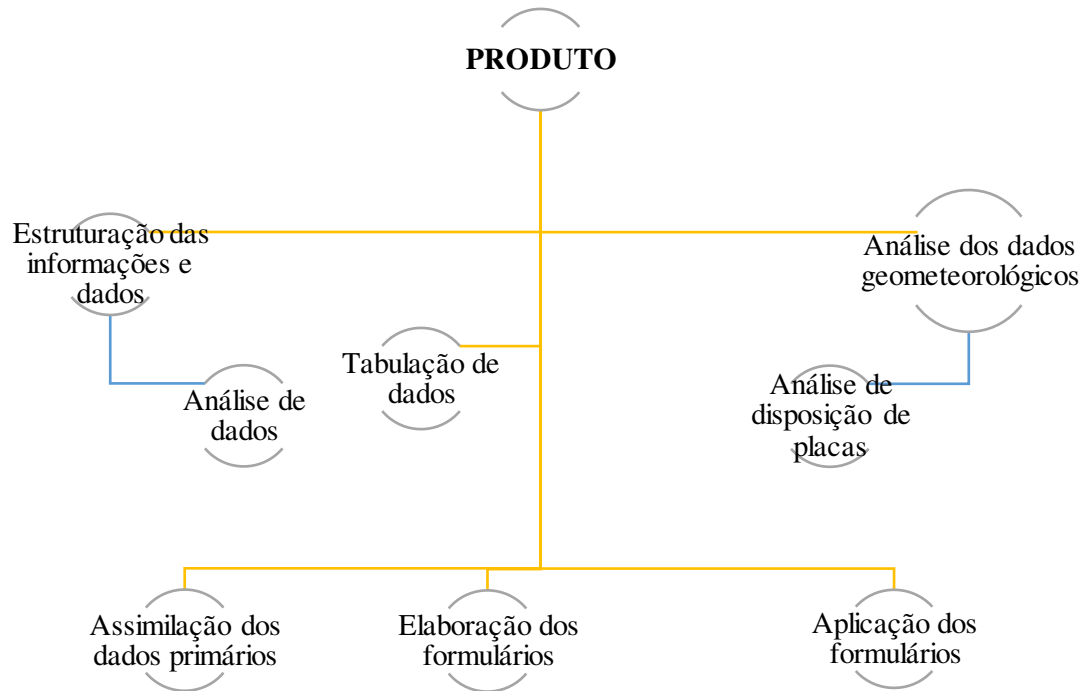 PRODUTO
Estruturação das
informações e
dados
Análise dos dados
geometeorológicos
Tabulação de
dados
Análise de
dados
Análise de
disposição de
placas
Assimilação dos
dados primários
Elaboração dos
formulários
Aplicação dos
formulários